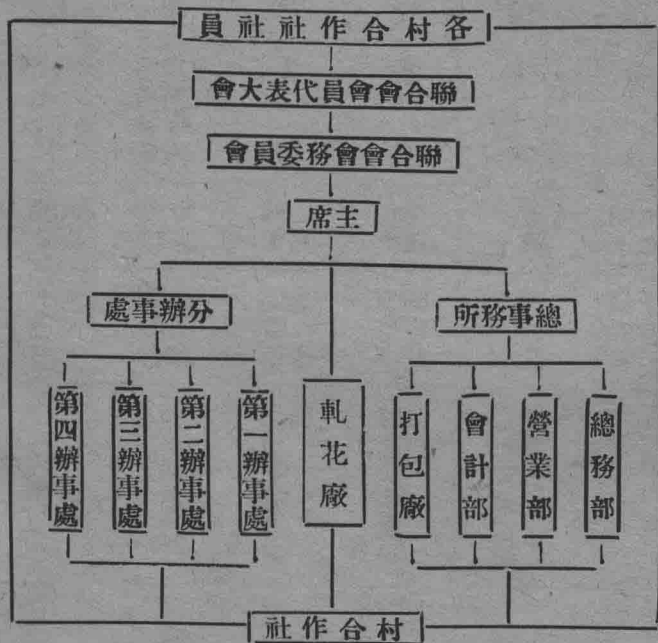 各村合作社社員
聯合會會員代表大會
聯合會會務委員會
主席
總事務所
分辦事處
總務部
營業部
會計部
打包廠
軋花廠
第一辦事處
第二辦事處
第三辦事處
第四辦事處
村合作社